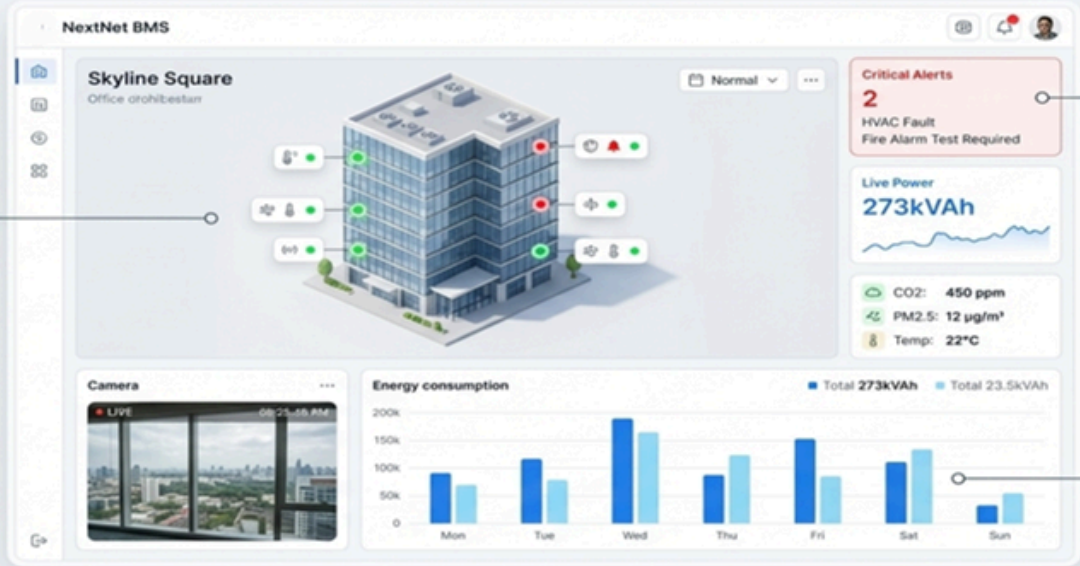 NextNet BMS
Skyline Square
Office
Normal
Critical Alerts
2
HVAC Fault
Fire Alarm Test Required
Live Power
273kVAh
CO2: 450 ppm
PM2.5: 12 µg/m³
Temp: 22°C
Camera
LIVE
Energy consumption
Total 273kVAh
Total 23.5kVAh
200k
150k
100k
50k
0
Mon Tue Wed Thu Fri Sat Sun